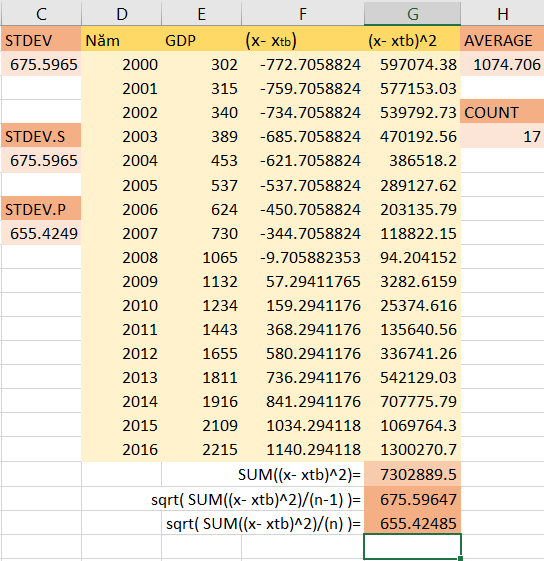 C D E F G H
STDEV Năm GDP (x- xtb) (x- xtb)^2 AVERAGE
675.5965 2000 302 -772.7058824 597074.38 1074.706
2001 315 -759.7058824 577153.03
2002 340 -734.7058824 539792.73 COUNT
STDEV.S 2003 389 -685.7058824 470192.56 17
675.5965 2004 453 -621.7058824 386518.2
2005 537 -537.7058824 289127.62
STDEV.P 2006 624 -450.7058824 203135.79
655.4249 2007 730 -344.7058824 118822.15
2008 1065 -9.705882353 94.204152
2009 1132 57.29411765 3282.6159
2010 1234 159.2941176 25374.616
2011 1443 368.2941176 135640.56
2012 1655 580.2941176 336741.26
2013 1811 736.2941176 542129.03
2014 1916 841.2941176 707775.79
2015 2109 1034.294118 1069764.3
2016 2215 1140.294118 1300270.7
SUM((x- xtb)^2)= 7302889.5
sqrt( SUM((x- xtb)^2)/(n-1) )= 675.59647
sqrt( SUM((x- xtb)^2)/(n) )= 655.42485